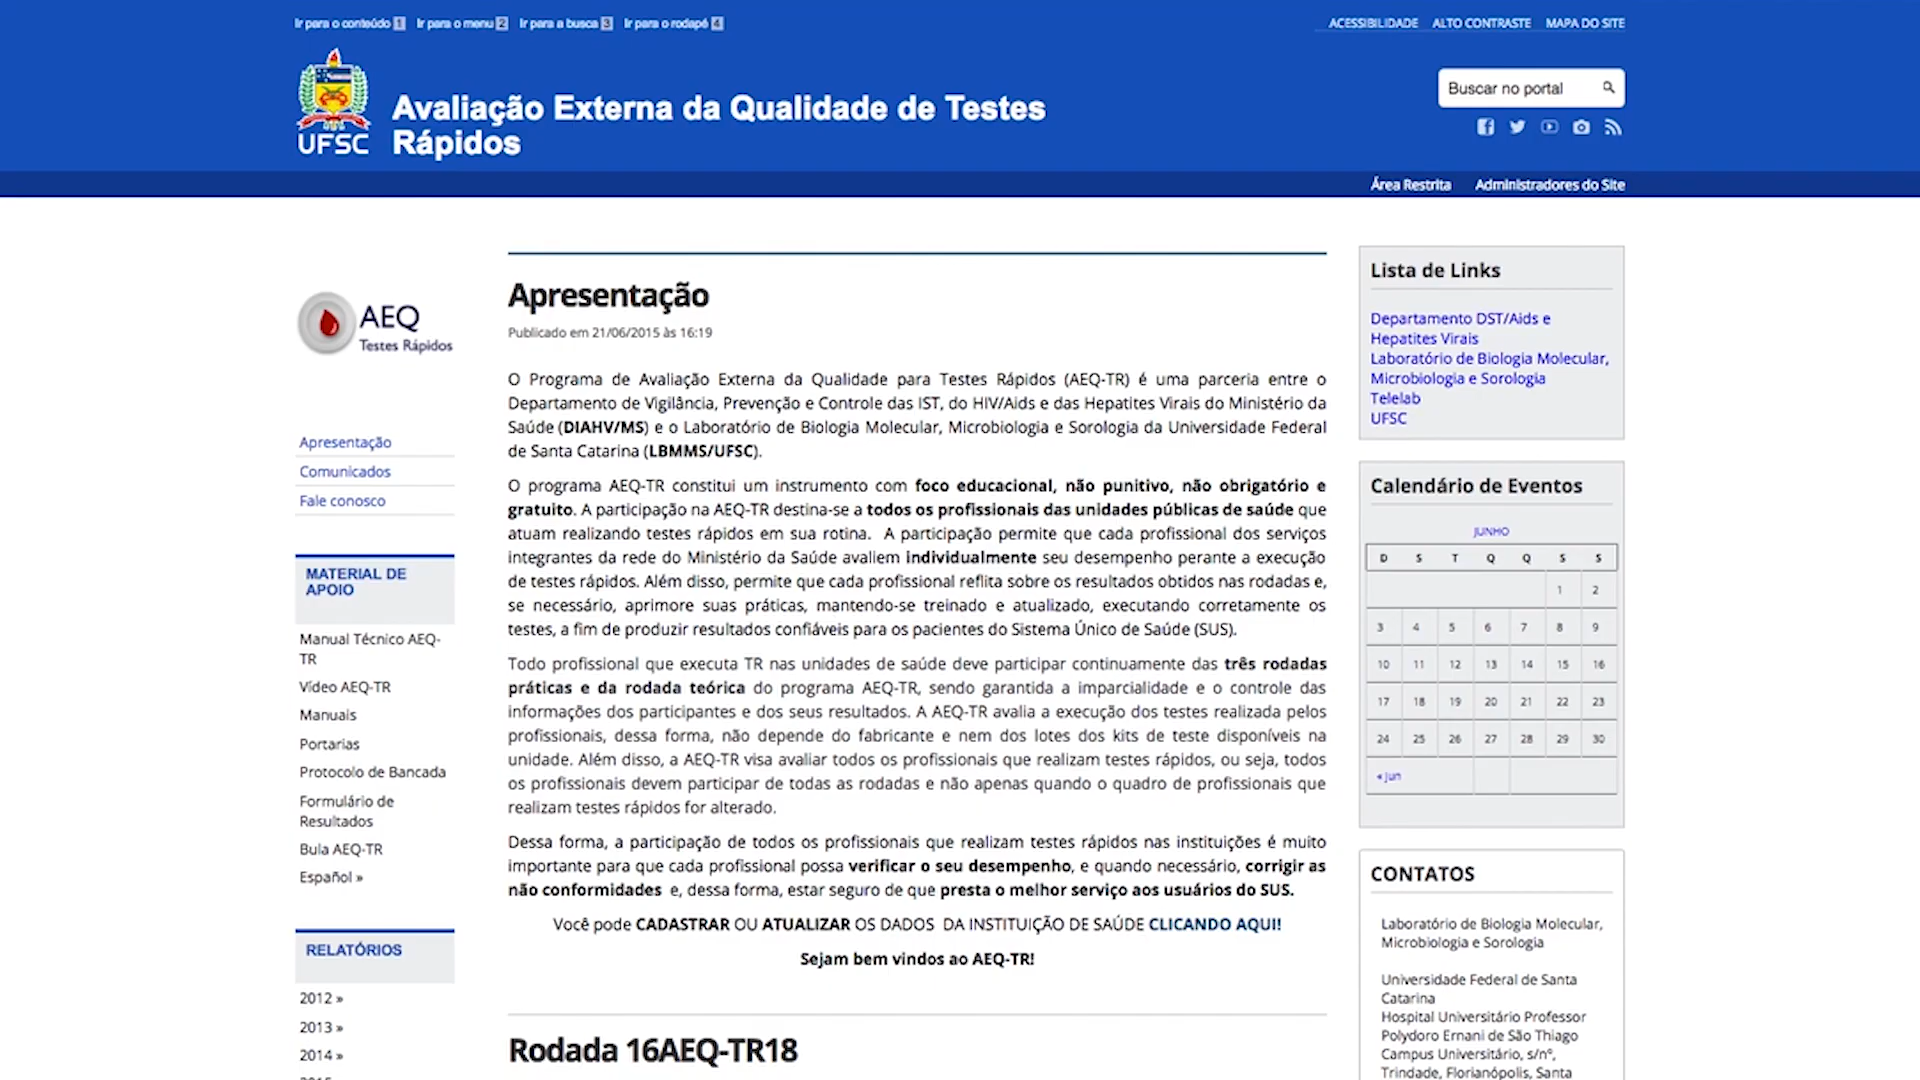 Ir para o conteúdo 1 Ir para o menu 2 Ir para a busca 3 Ir para o rodapé 4
ACESSIBILIDADE ALTO CONTRASTE MAPA DO SITE
UFSC
Avaliação Externa da Qualidade de Testes
Rápidos
Buscar no portal
Área Restrita Administradores do Site
AEQ
Testes Rápidos
Apresentação
Comunicados
Fale conosco
MATERIAL DE
APOIO
Manual Técnico AEQ-
TR
Vídeo AEQ-TR
Manuais
Portarias
Protocolo de Bancada
Formulário de
Resultados
Bula AEQ-TR
Español »
RELATÓRIOS
2012 »
2013 »
2014 »
Apresentação
Publicado em 21/06/2015 às 16:19
O Programa de Avaliação Externa da Qualidade para Testes Rápidos (AEQ-TR) é uma parceria entre o
Departamento de Vigilância, Prevenção e Controle das IST, do HIV/Aids e das Hepatites Virais do Ministério da
Saúde (DIAHV/MS) e o Laboratório de Biologia Molecular, Microbiologia e Sorologia da Universidade Federal
de Santa Catarina (LBMMS/UFSC).
O programa AEQ-TR constitui um instrumento com foco educacional, não punitivo, não obrigatório e
gratuito. A participação na AEQ-TR destina-se a todos os profissionais das unidades públicas de saúde que
atuam realizando testes rápidos em sua rotina. A participação permite que cada profissional dos serviços
integrantes da rede do Ministério da Saúde avaliem individualmente seu desempenho perante a execução
de testes rápidos. Além disso, permite que cada profissional reflita sobre os resultados obtidos nas rodadas e,
se necessário, aprimore suas práticas, mantendo-se treinado e atualizado, executando corretamente os
testes, a fim de produzir resultados confiáveis para os pacientes do Sistema Único de Saúde (SUS).
Todo profissional que executa TR nas unidades de saúde deve participar continuamente das três rodadas
práticas e da rodada teórica do programa AEQ-TR, sendo garantida a imparcialidade e o controle das
informações dos participantes e dos seus resultados. A AEQ-TR avalia a execução dos testes realizada pelos
profissionais, dessa forma, não depende do fabricante e nem dos lotes dos kits de teste disponíveis na
unidade. Além disso, a AEQ-TR visa avaliar todos os profissionais que realizam testes rápidos, ou seja, todos
os profissionais devem participar de todas as rodadas e não apenas quando o quadro de profissionais que
realizam testes rápidos for alterado.
Dessa forma, a participação de todos os profissionais que realizam testes rápidos nas instituições é muito
importante para que cada profissional possa verificar o seu desempenho, e quando necessário, corrigir as
não conformidades e, dessa forma, estar seguro de que presta o melhor serviço aos usuários do SUS.
Você pode CADASTRAR OU ATUALIZAR OS DADOS DA INSTITUIÇÃO DE SAÚDE CLICANDO AQUI!
Sejam bem vindos ao AEQ-TR!
Rodada 16AEQ-TR18
Lista de Links
Departamento DST/Aids e
Hepatites Virais
Laboratório de Biologia Molecular,
Microbiologia e Sorologia
Telelab
UFSC
Calendário de Eventos
JUNHO
D S T Q Q S S
1 2
3 4 5 6 7 8 9
10 11 12 13 14 15 16
17 18 19 20 21 22 23
24 25 26 27 28 29 30
« jun
CONTATOS
Laboratório de Biologia Molecular,
Microbiologia e Sorologia
Universidade Federal de Santa
Catarina
Hospital Universitário Professor
Polydoro Ernani de São Thiago
Campus Universitário, s/nº,
Trindade, Florianópolis, Santa